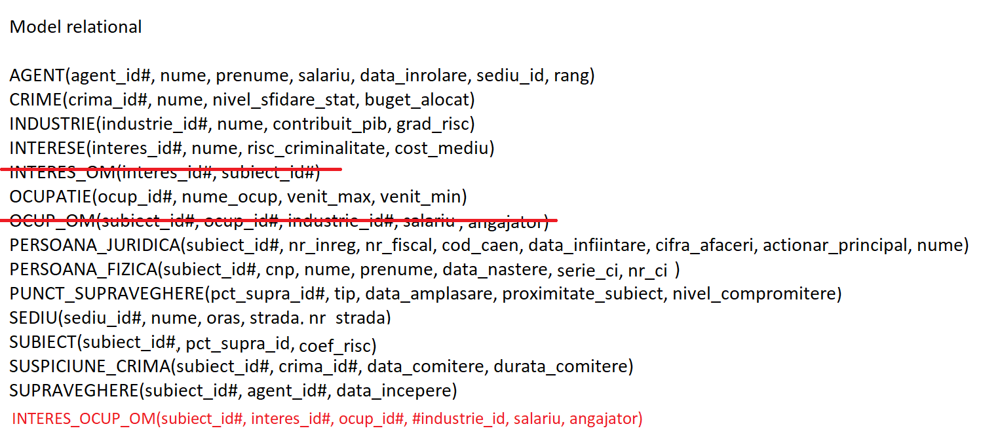 Model relational
AGENT(agent_id#, nume, prenume, salariu, data_inrolare, sediu_id, rang)
CRIME(crima_id#, nume, nivel_sfidare_stat, buget_alocat)
INDUSTRIE(industrie_id#, nume, contribuit_pib, grad_risc)
INTERESE(interes_id#, nume, risc_criminalitate, cost_mediu)
INTERES_OM(interes_id#, subiect_id#)
OCUPATIE(ocup_id#, nume_ocup, venit_max, venit_min)
OCUP_OM(subiect_id#, ocup_id#, industrie_id#, salariu , angajator)
PERSOANA_JURIDICA(subiect_id#, nr_inreg, nr_fiscal, cod_caen, data_infiintare, cifra_afaceri, actionar_principal, nume)
PERSOANA_FIZICA(subiect_id#, cnp, nume, prenume, data_nastere, serie_ci, nr_ci )
PUNCT_SUPRAVEGHERE(pct_supra_id#, tip, data_amplasare, proximitate_subiect, nivel_compromitere)
SEDIU(sediu_id#, nume, oras, strada, nr_strada)
SUBIECT(subiect_id#, pct_supra_id, coef_risc)
SUSPICIUNE_CRIMA(subiect_id#, crima_id#, data_comitere, durata_comitere)
SUPRAVEGHERE(subiect_id#, agent_id#, data_incepere)
INTERES_OCUP_OM(subiect_id#, interes_id#, ocup_id#, #industrie_id, salariu, angajator)